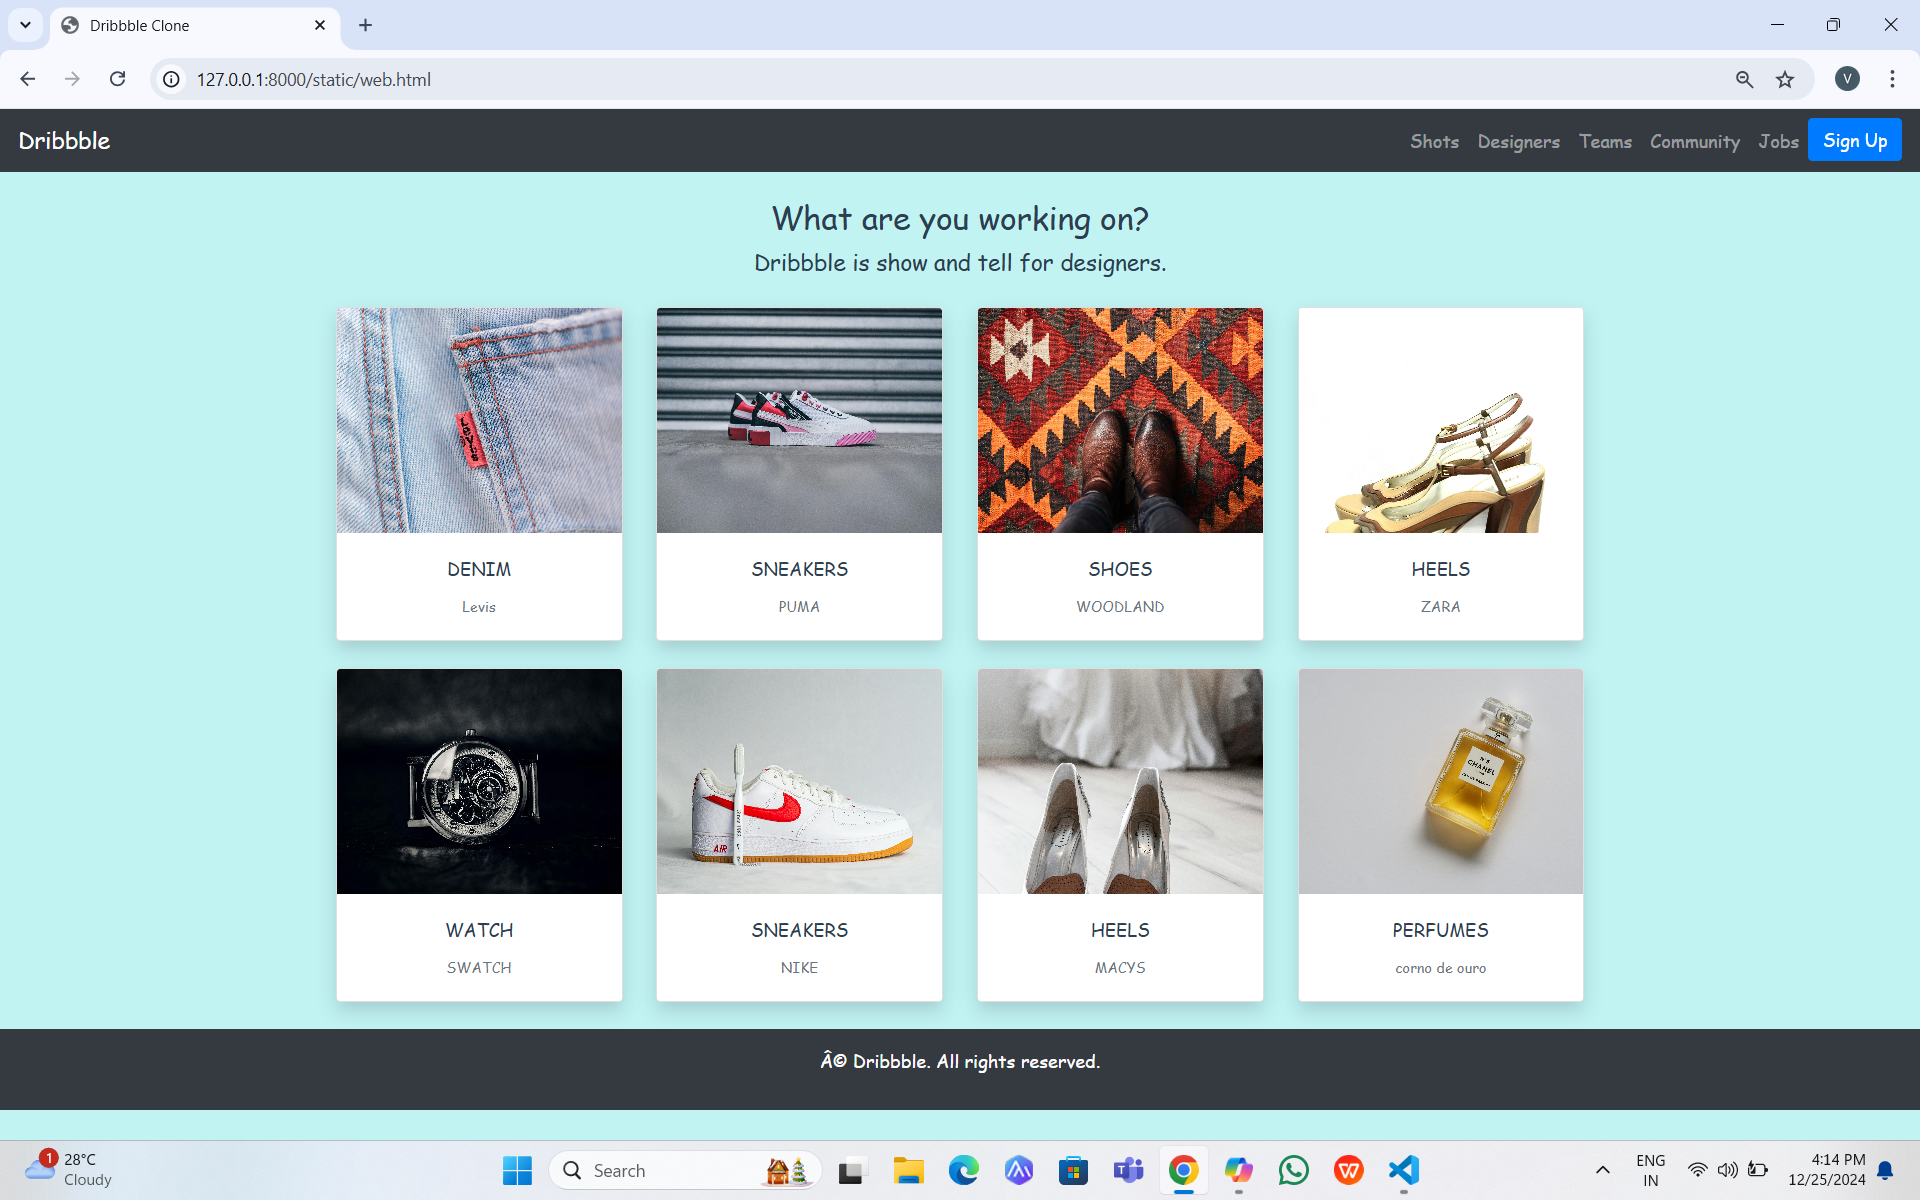 Dribbble Clone
127.0.0.1:8000/static/web.html
V
Dribbble
Shots Designers Teams Community Jobs Sign Up
What are you working on?
Dribbble is show and tell for designers.
Levi's
DENIM
Levis
SNEAKERS
PUMA
SHOES
WOODLAND
HEELS
ZARA
AIR
CHANEL
WATCH
SWATCH
SNEAKERS
NIKE
HEELS
MACYS
PERFUMES
corno de ouro
Â© Dribbble. All rights reserved.
1
28°C
Cloudy
Search
ENG
IN
4:14 PM
12/25/2024